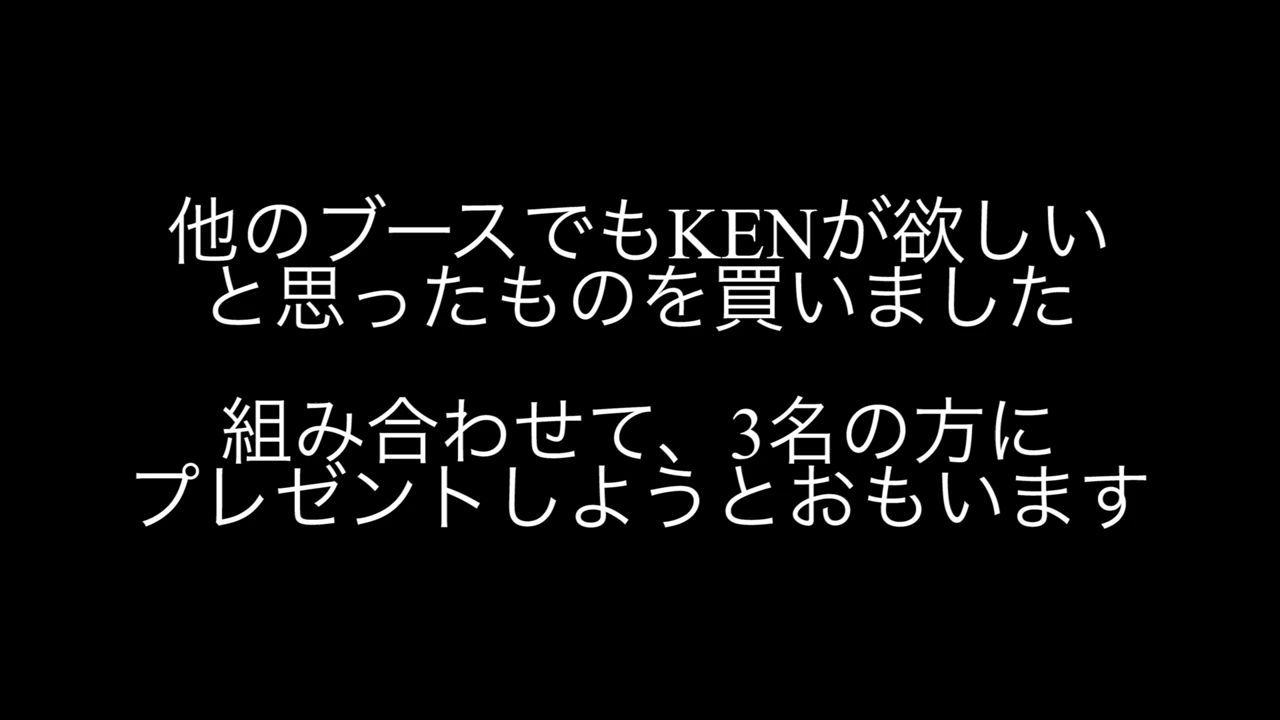 他のブースでもKENが欲しい
と思ったものを買いました
組み合わせて、3名の方に
プレゼントしようとおもいます